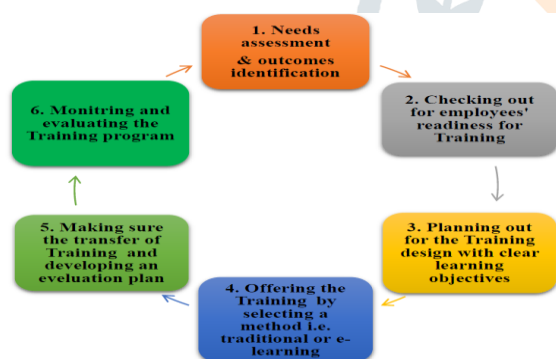 1. Needs
assessment
& outcomes
identification
2. Checking out
for employees'
readiness for
Training
3. Planning out
for the Training
design with clear
learning
objectives
4. Offering the
Training by
selecting a
method i.e.
traditional or e-
learning
5. Making sure
the transfer of
Training and
developing an
eveluation plan
6. Monitring and
evaluating the
Training program